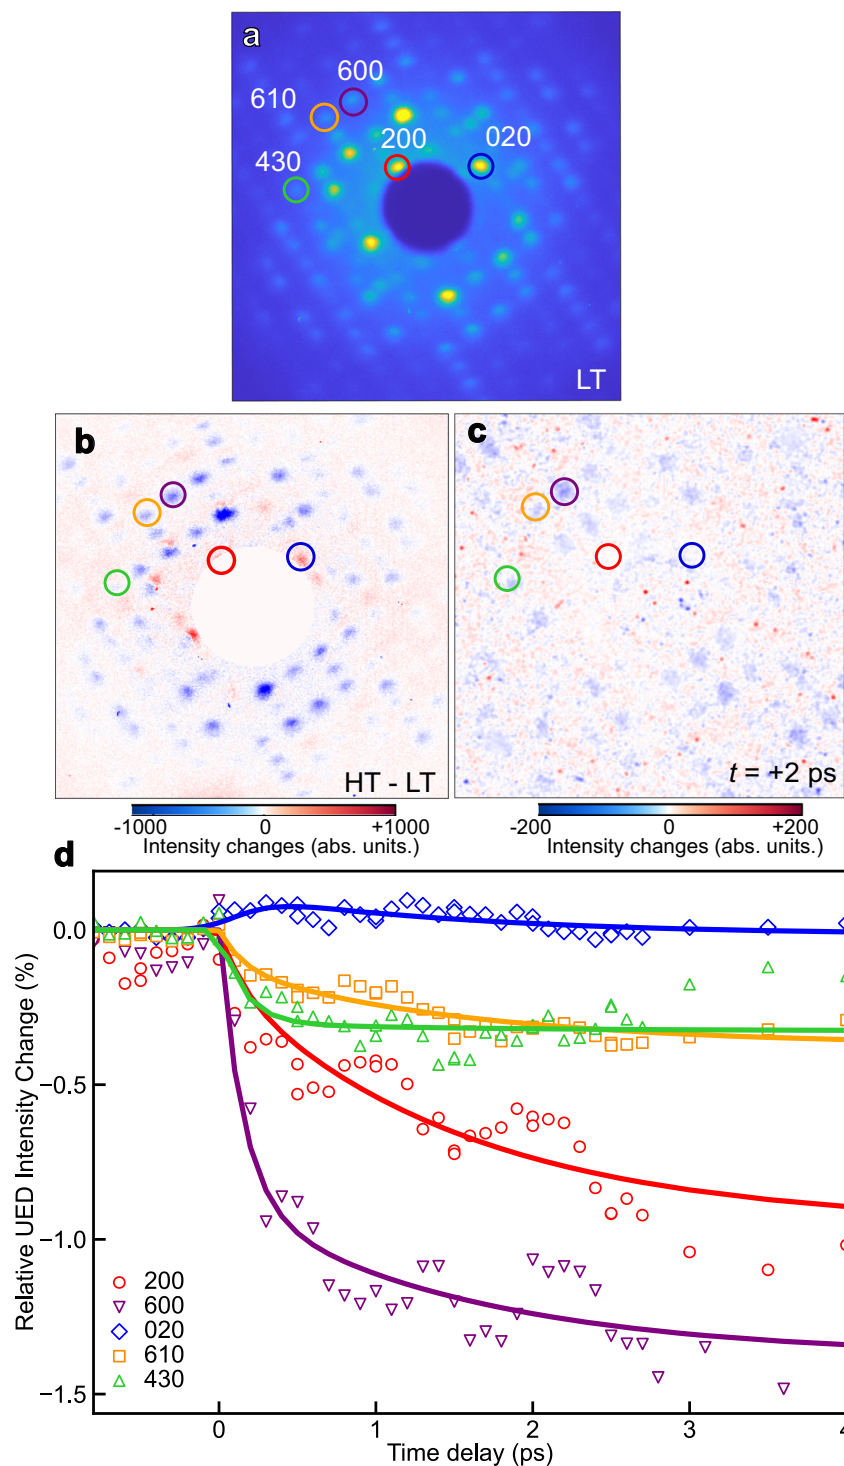 a
600
610
200
020
430
LT
b
c
HT - LT
t = +2 ps
-1000 0 +1000
Intensity changes (abs. units.)
-200 0 +200
Intensity changes (abs. units.)
d
0.0
−0.5
−1.0
−1.5
Relative UED Intensity Change (%)
200
600
020
610
430
0 1 2 3 4
Time delay (ps)